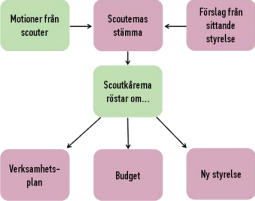 Motioner från
scouter
Scouternas
stämma
Förslag från
sittande
styrelse
Scoutkårerna
röstar om...
Verksamhets-
plan
Budget
Ny styrelse